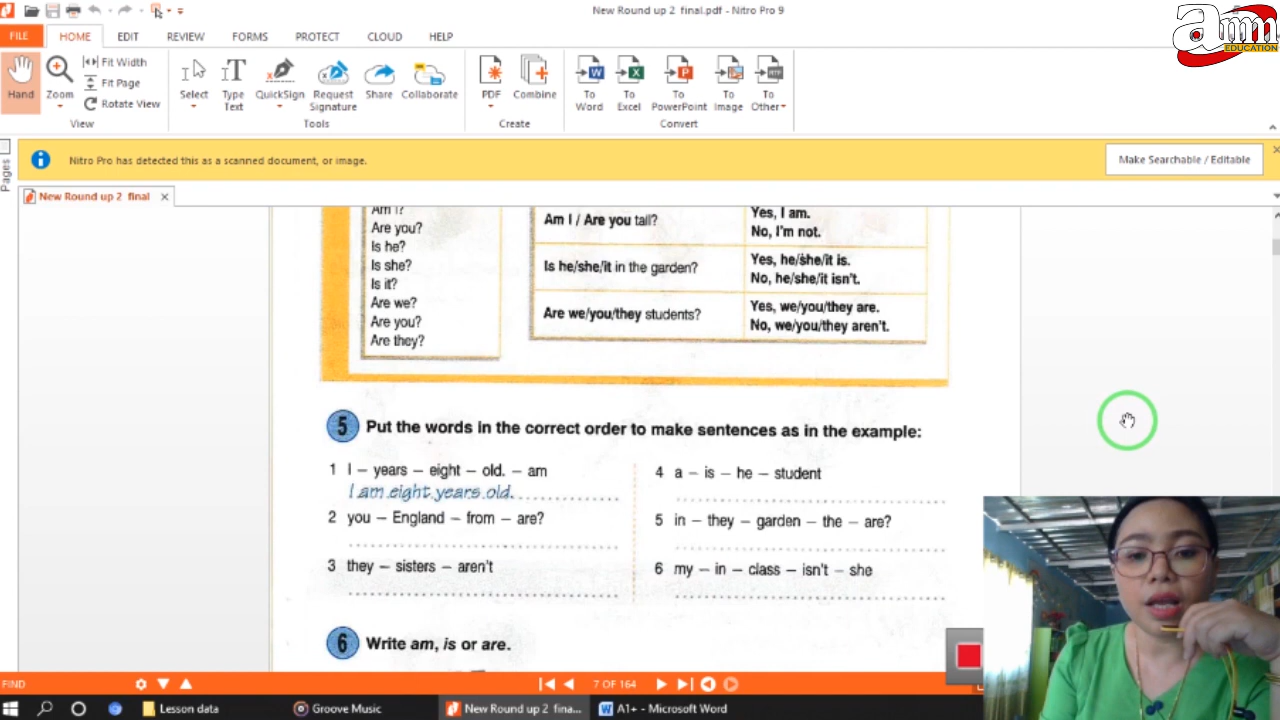 New Round up 2 final.pdf - Nitro Pro 9
amm
EDUCATION
FILE
HOME
EDIT
REVIEW
FORMS
PROTECT
CLOUD
HELP
Hand
Zoom
Fit Width
Fit Page
Rotate View
View
Select
Type
Text
QuickSign
Request
Signature
Share
Collaborate
Tools
PDF
Combine
Create
To
Word
To
Excel
To
PowerPoint
To
Image
To
Other
Convert
Pages
Nitro Pro has detected this as a scanned document, or image.
Make Searchable / Editable
New Round up 2 final
Am I?
Are you?
Is he?
Is she?
Is it?
Are we?
Are you?
Are they?
Am I / Are you tall?
Yes, I am.
No, I'm not.
Is he/she/it in the garden?
Yes, he/she/it is.
No, he/she/it isn't.
Are we/you/they students?
Yes, we/you/they are.
No, we/you/they aren't.
5 Put the words in the correct order to make sentences as in the example:
1 I – years – eight – old. – am
I am eight years old.
2 you – England – from – are?
3 they – sisters – aren't
4 a – is – he – student
5 in – they – garden – the – are?
6 my – in – class – isn't – she
6 Write am, is or are.
FIND
7 OF 164
Lesson data
Groove Music
New Round up 2 fina...
A1+ - Microsoft Word